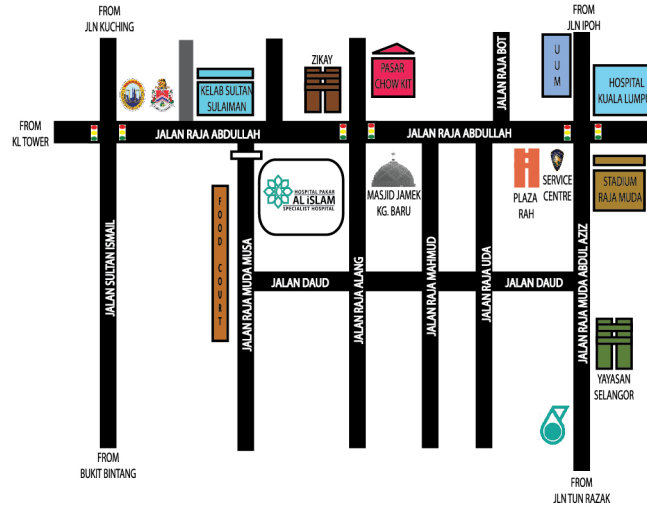 FROM
JLN KUCHING
FROM
JLN IPOH
ZIKAY
PASAR
CHOW KIT
JALAN RAJA BOT
U
U
M
KELAB SULTAN
SULAIMAN
HOSPITAL
KUALA LUMPU
FROM
KL TOWER
JALAN RAJA ABDULLAH
JALAN RAJA ABDULLAH
HOSPITAL PAKAR
AL iSLAM
SPECIALIST HOSPITAL
MASJID JAMEK
KG. BARU
PLAZA
RAH
SERVICE
CENTRE
STADIUM
RAJA MUDA
FOOD COURT
JALAN SULTAN ISMAIL
JALAN RAJA MUDA MUSA
JALAN DAUD
JALAN RAJA ALANG
JALAN RAJA MAHMUD
JALAN RAJA UDA
JALAN DAUD
JALAN RAJA MUDA ABDUL AZIZ
YAYASAN
SELANGOR
FROM
BUKIT BINTANG
FROM
JLN TUN RAZAK